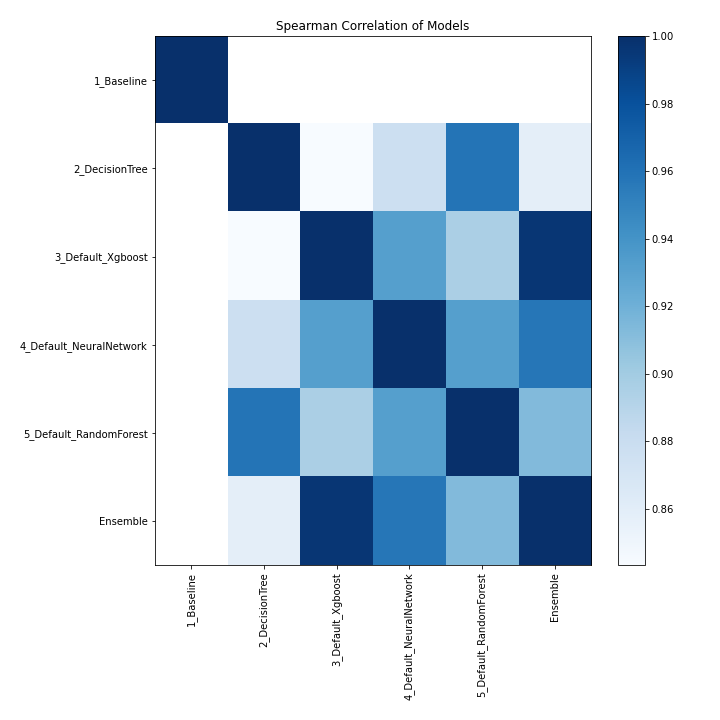 Spearman Correlation of Models
1_Baseline
2_DecisionTree
3_Default_Xgboost
4_Default_NeuralNetwork
5_Default_RandomForest
Ensemble
1_Baseline
2_DecisionTree
3_Default_Xgboost
4_Default_NeuralNetwork
5_Default_RandomForest
Ensemble
1.00
0.98
0.96
0.94
0.92
0.90
0.88
0.86